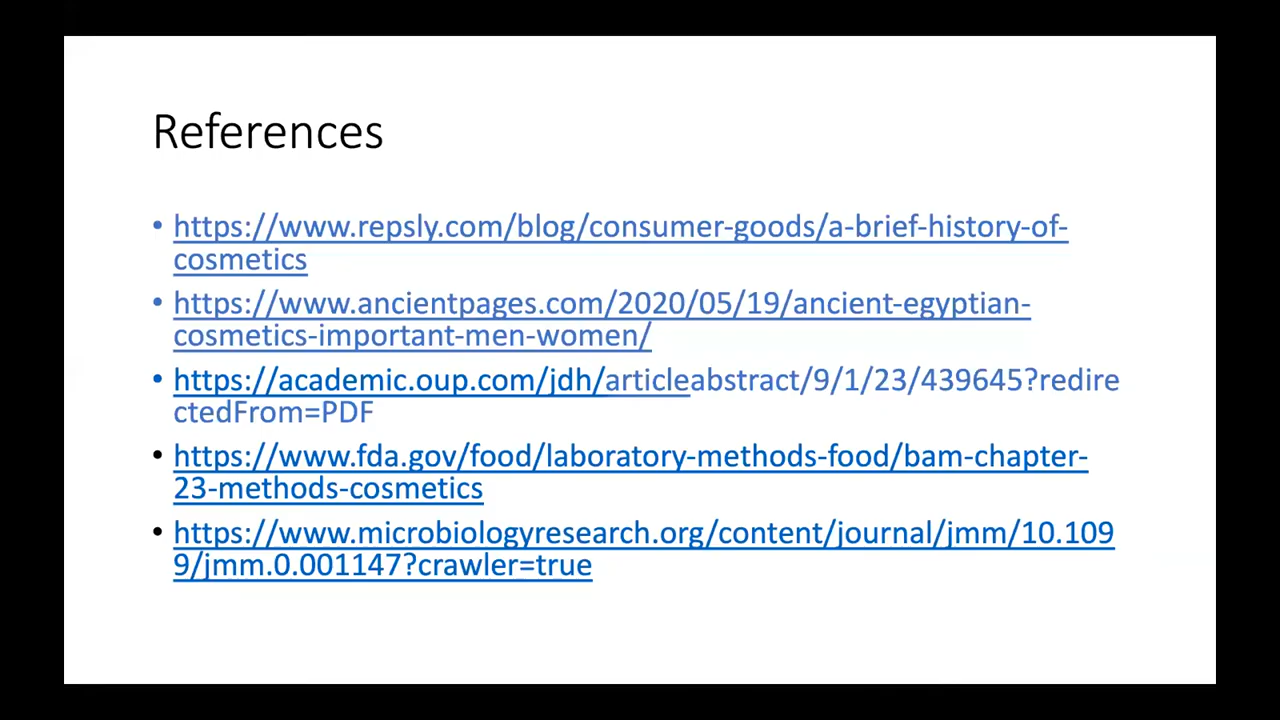 References
• https://www.repsly.com/blog/consumer-goods/a-brief-history-of-
cosmetics
• https://www.ancientpages.com/2020/05/19/ancient-egyptian-
cosmetics-important-men-women/
• https://academic.oup.com/jdh/articleabstract/9/1/23/439645?redire
ctedFrom=PDF
• https://www.fda.gov/food/laboratory-methods-food/bam-chapter-
23-methods-cosmetics
• https://www.microbiologyresearch.org/content/journal/jmm/10.109
9/jmm.0.001147?crawler=true